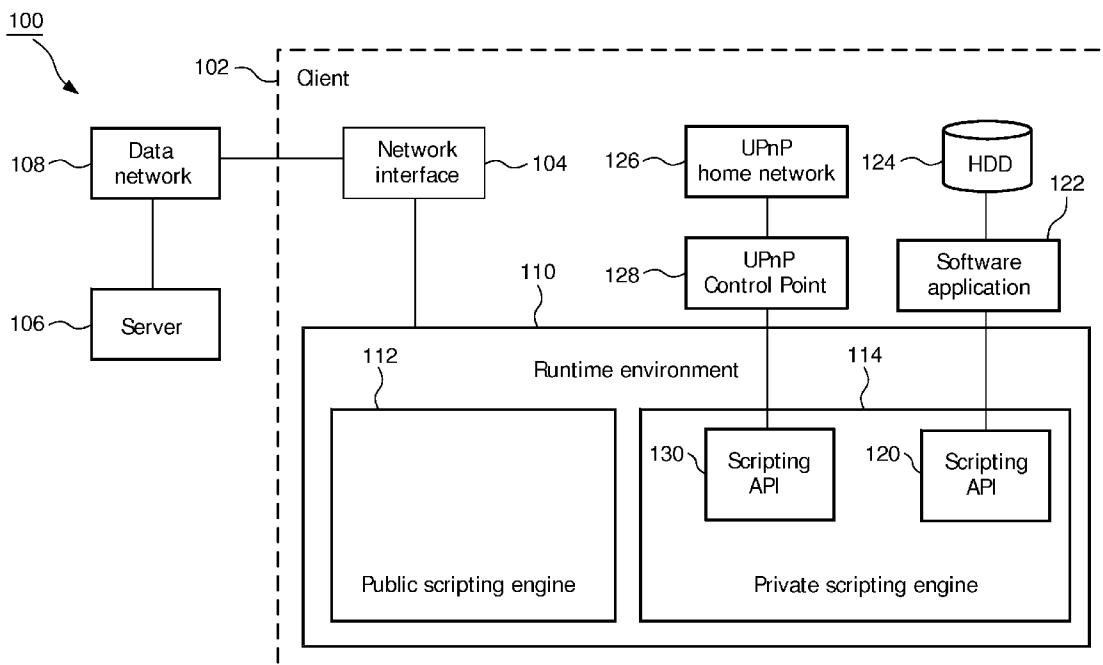 100
102
Client
108
Data
network
Network
interface
104
126
UPnP
home network
124
HDD
122
128
UPnP
Control Point
Software
application
106
Server
110
112
Runtime environment
114
130
Scripting
API
120
Scripting
API
Public scripting engine
Private scripting engine